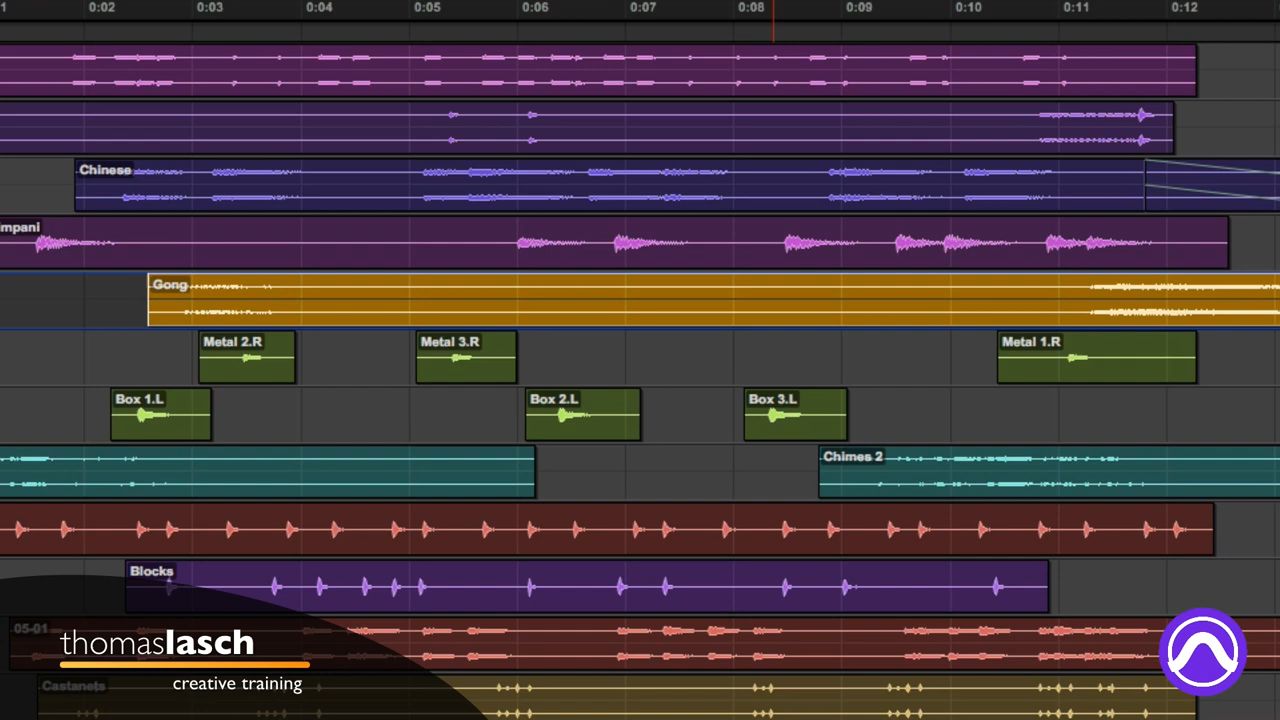 1 0:02 0:03 0:04 0:05 0:06 0:07 0:08 0:09 0:10 0:11 0:12
Chinese
impani
Gong
Metal 2.R Metal 3.R Metal 1.R
Box 1.L Box 2.L Box 3.L
Chimes 2
Blocks
05-01
thomaslasch
creative training
Castanets